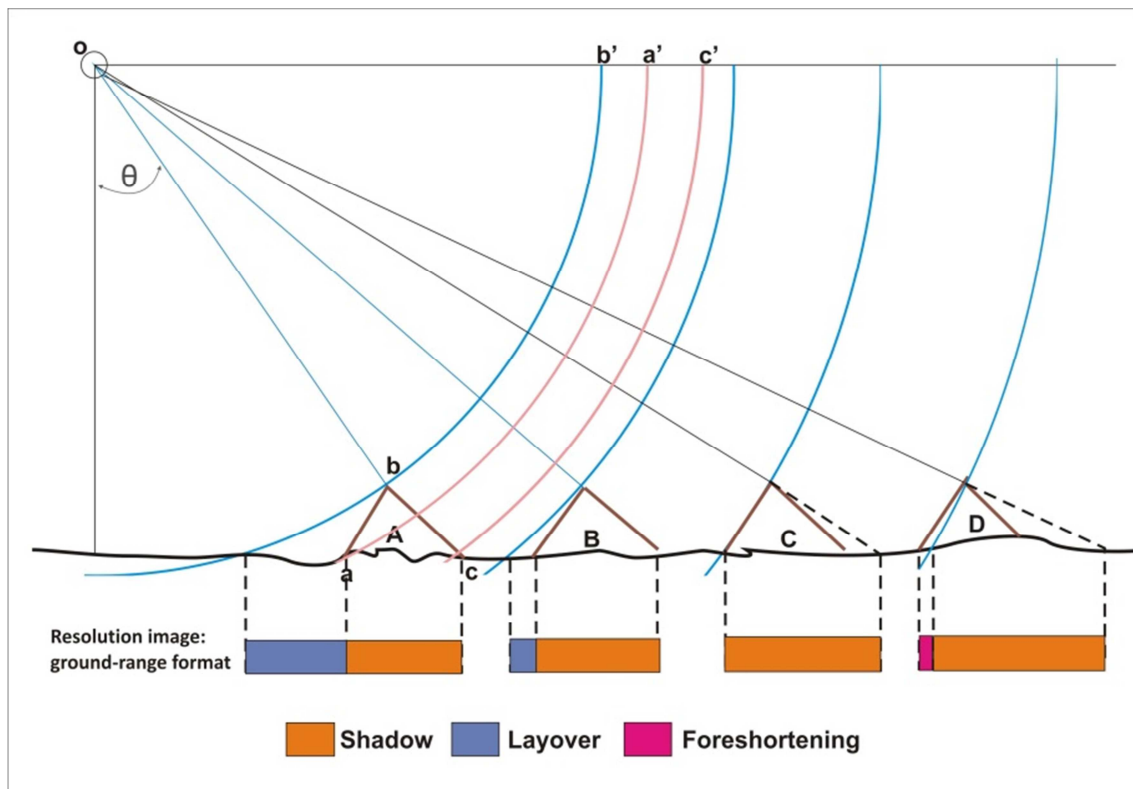 o
b' a' c'
θ
b
A
B
C
D
a
c
Resolution image:
ground-range format
Shadow
Layover
Foreshortening